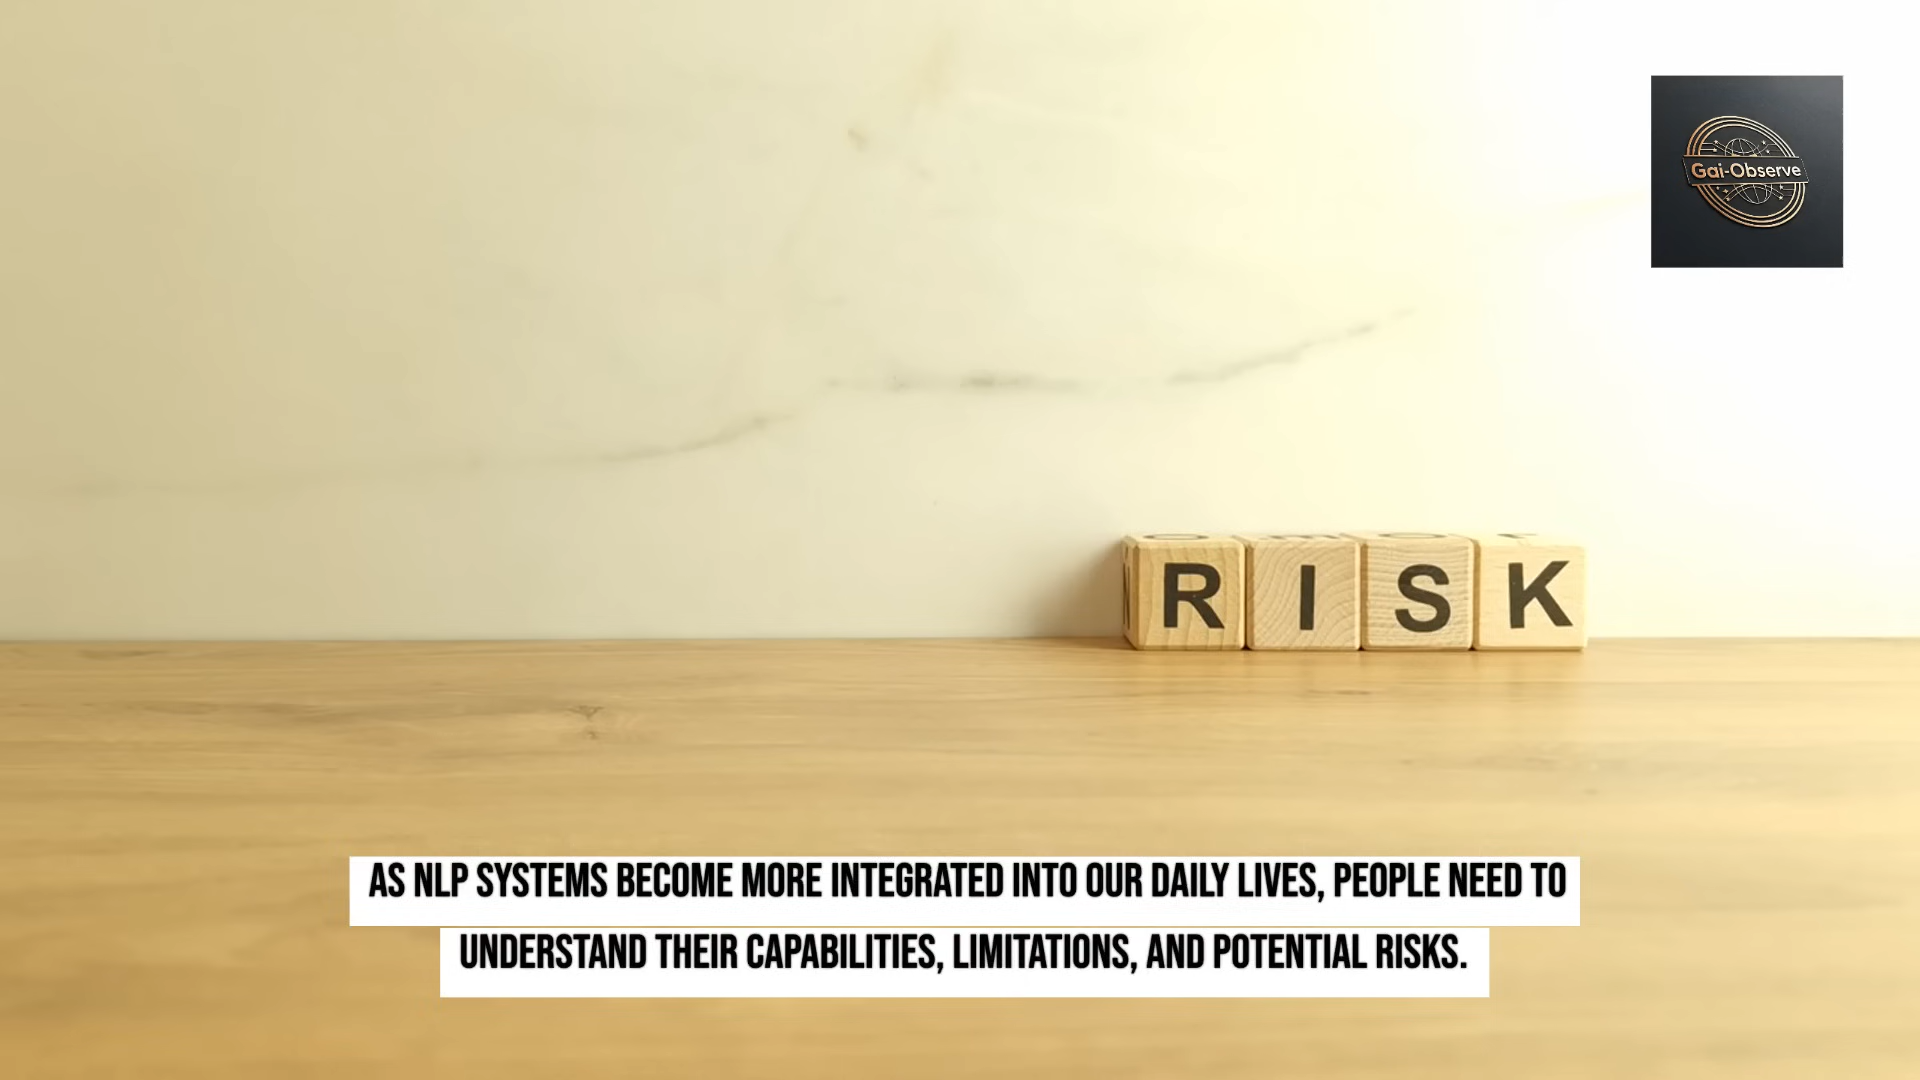 Gai-Observe
RISK
AS NLP SYSTEMS BECOME MORE INTEGRATED INTO OUR DAILY LIVES, PEOPLE NEED TO
UNDERSTAND THEIR CAPABILITIES, LIMITATIONS, AND POTENTIAL RISKS.